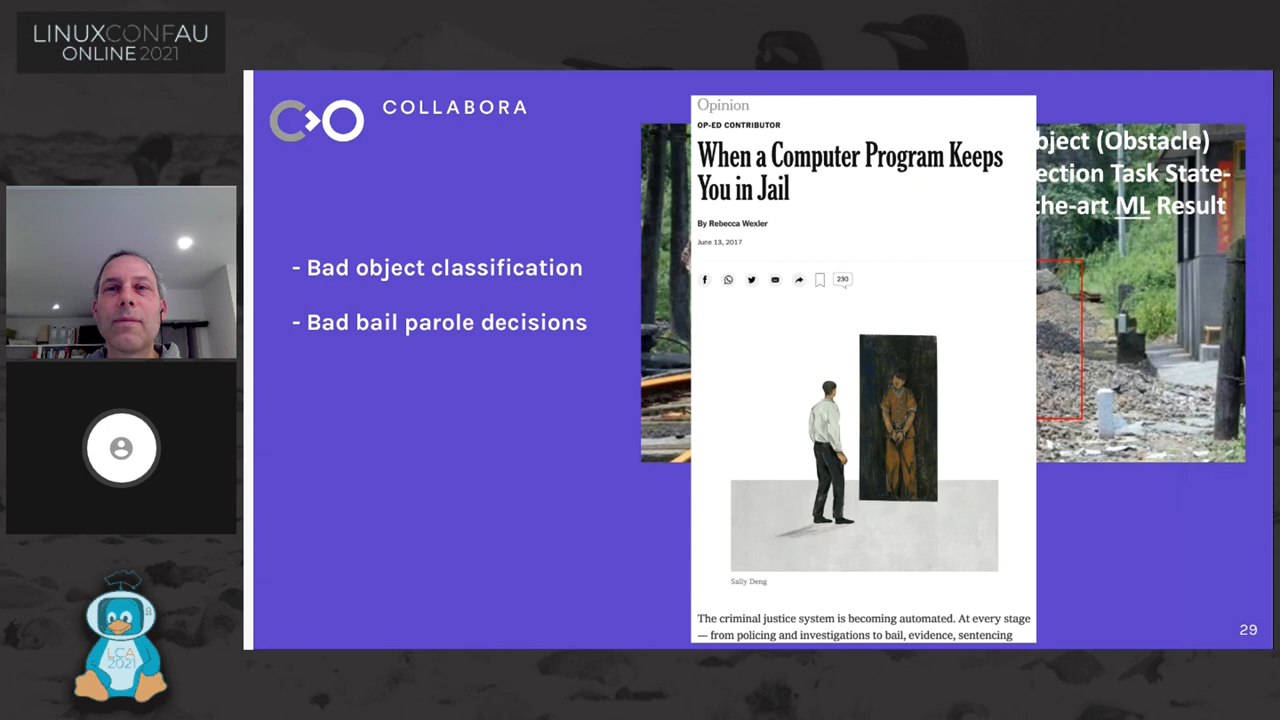 LINUXCONFAU
ONLINE 2021
COLLABORA
- Bad object classification
- Bad bail parole decisions
Opinion
OP-ED CONTRIBUTOR
When a Computer Program Keeps
You in Jail
By Rebecca Wexler
June 13, 2017
230
Sally Deng
The criminal justice system is becoming automated. At every stage
— from policing and investigations to bail, evidence, sentencing
bject (Obstacle)
ection Task State-
the-art ML Result
29
LCA
2021